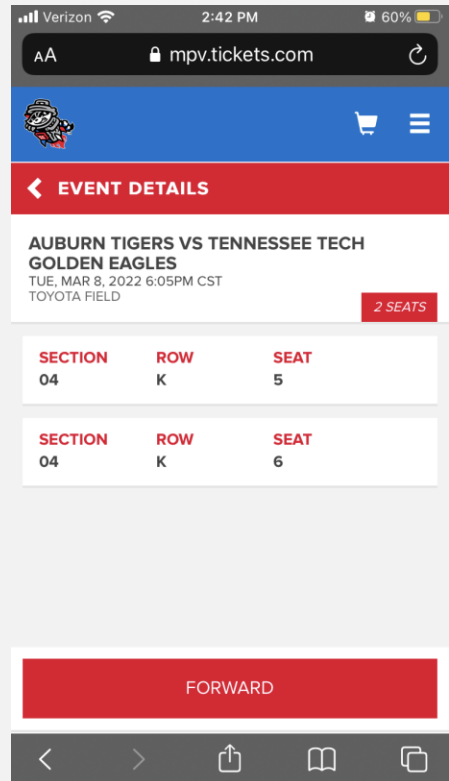 Verizon 2:42 PM 60%
AA mpv.tickets.com
EVENT DETAILS
AUBURN TIGERS VS TENNESSEE TECH
GOLDEN EAGLES
TUE, MAR 8, 2022 6:05PM CST
TOYOTA FIELD
2 SEATS
SECTION ROW SEAT
04 K 5
SECTION ROW SEAT
04 K 6
FORWARD